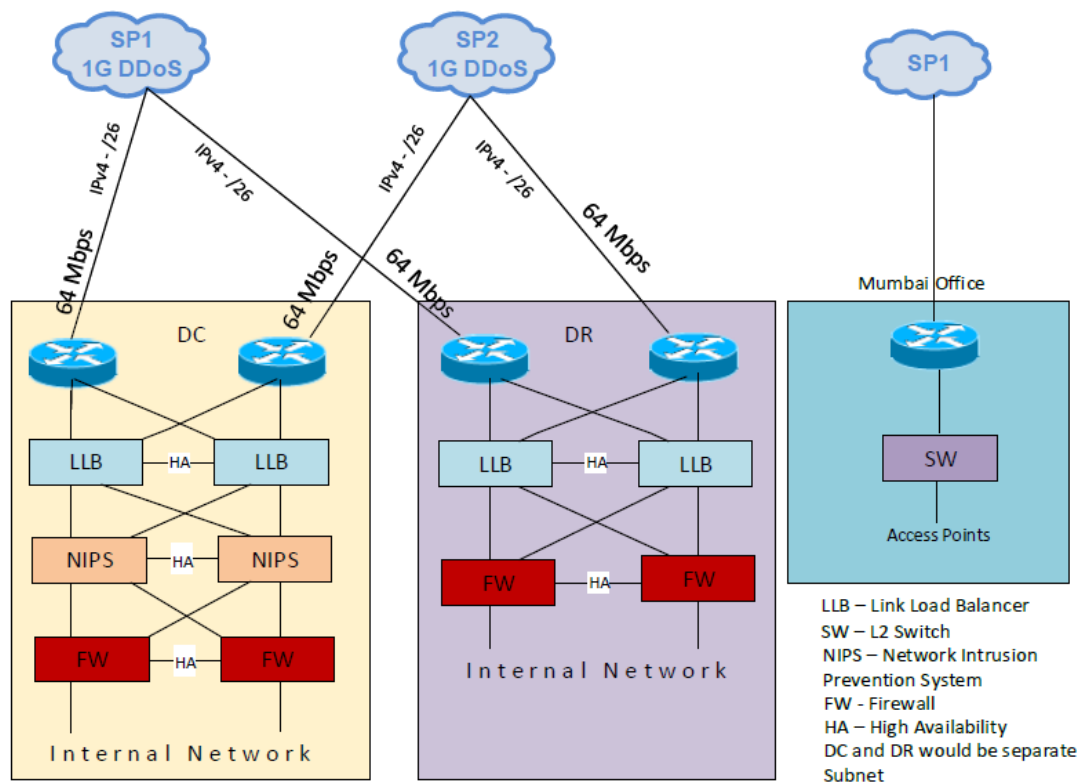 SP1
1G DDoS
SP2
1G DDoS
SP1
IPv4 - /26
IPv4 - /26
IPv4 - /26
IPv4 - /26
64 Mbps
64 Mbps
64 Mbps
64 Mbps
DC
LLB
HA
LLB
NIPS
HA
NIPS
FW
HA
FW
Internal Network
DR
LLB
HA
LLB
FW
HA
FW
Internal Network
Mumbai Office
SW
Access Points
LLB – Link Load Balancer
SW – L2 Switch
NIPS – Network Intrusion
Prevention System
FW - Firewall
HA – High Availability
DC and DR would be separate
Subnet